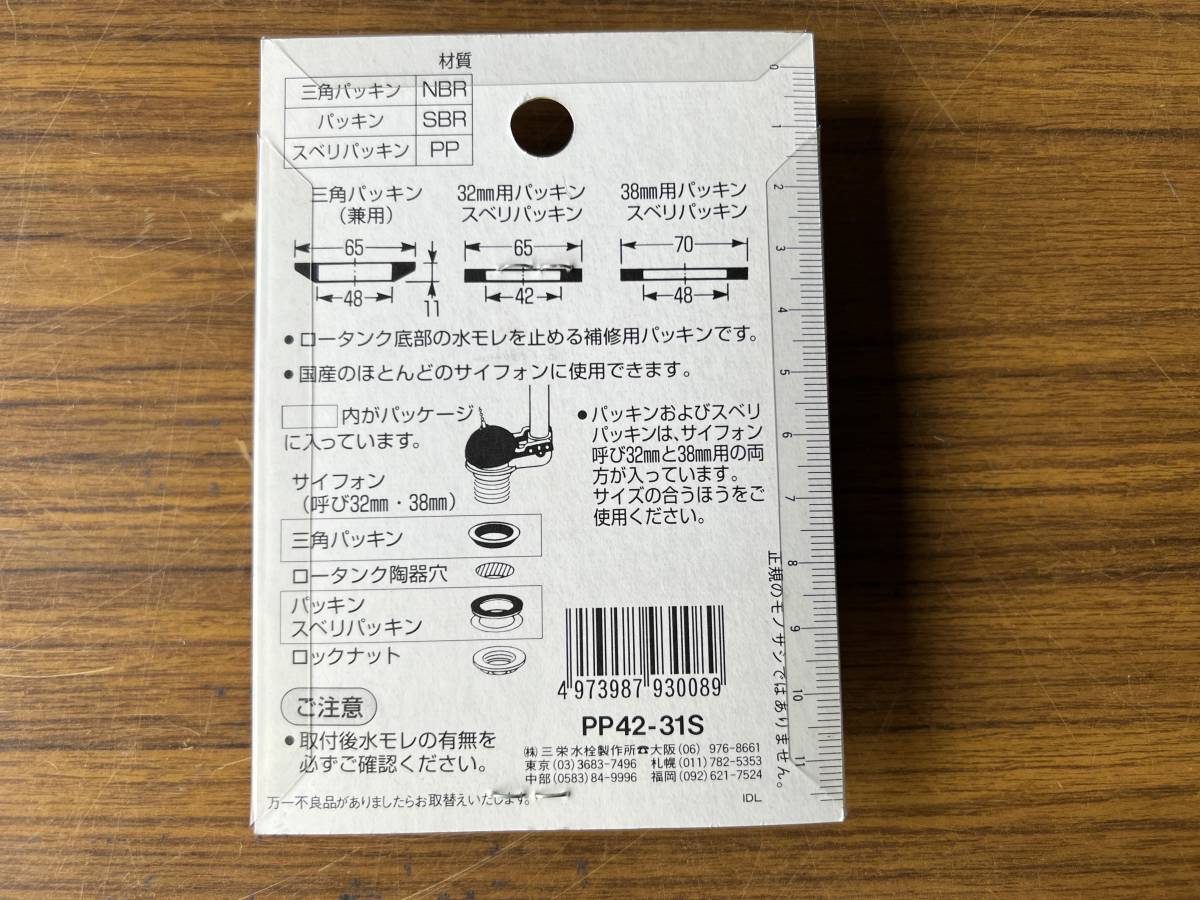 材質
三角パッキン NBR
パッキン SBR
スベリパッキン PP
三角パッキン
（兼用）
65
48
11
32㎜用パッキン
スベリパッキン
65
42
38㎜用パッキン
スベリパッキン
70
48
●ロータンク底部の水モレを止める補修用パッキンです。
●国産のほとんどのサイフォンに使用できます。
内がパッケージ
に入っています。
サイフォン
（呼び32㎜・38㎜）
三角パッキン
ロータンク陶器穴
パッキン
スベリパッキン
ロックナット
●パッキンおよびスベリ
パッキンは、サイフォン
呼び32㎜と38㎜用の両
方が入っています。
サイズの合うほうをご
使用ください。
ご注意
●取付後水モレの有無を
必ずご確認ください。
万一不良品がありましたらお取替えいたします。
4 973987 930089
PP42-31S
㈱三栄水栓製作所☎大阪(06) 976-8661
東京(03)3683-7496 札幌(011)782-5353
中部(0583)84-9996 福岡(092)621-7524
IDL
0
1
2
3
4
5
6
7
8
9
10
11
正規のモノサシではありません。